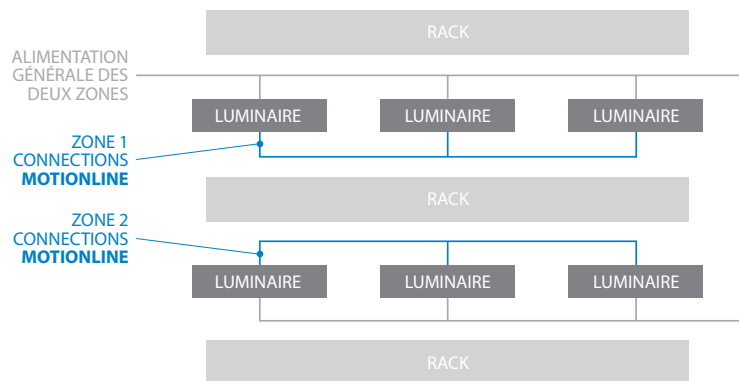 RACK
ALIMENTATION
GÉNÉRALE DES
DEUX ZONES
LUMINAIRE LUMINAIRE LUMINAIRE
ZONE 1
CONNECTIONS
MOTIONLINE
RACK
ZONE 2
CONNECTIONS
MOTIONLINE
LUMINAIRE LUMINAIRE LUMINAIRE
RACK